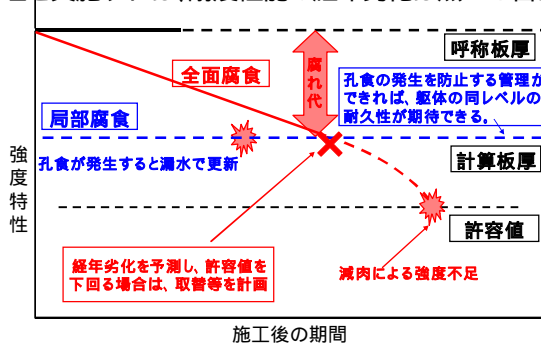 呼称板厚
全面腐食
腐れ代
孔食の発生を防止する管理が
できれば、躯体の同レベルの
耐久性が期待できる。
局部腐食
孔食が発生すると漏水で更新
計算板厚
強度特性
許容値
経年劣化を予測し、許容値を
下回る場合は、取替等を計画
減肉による強度不足
施工後の期間